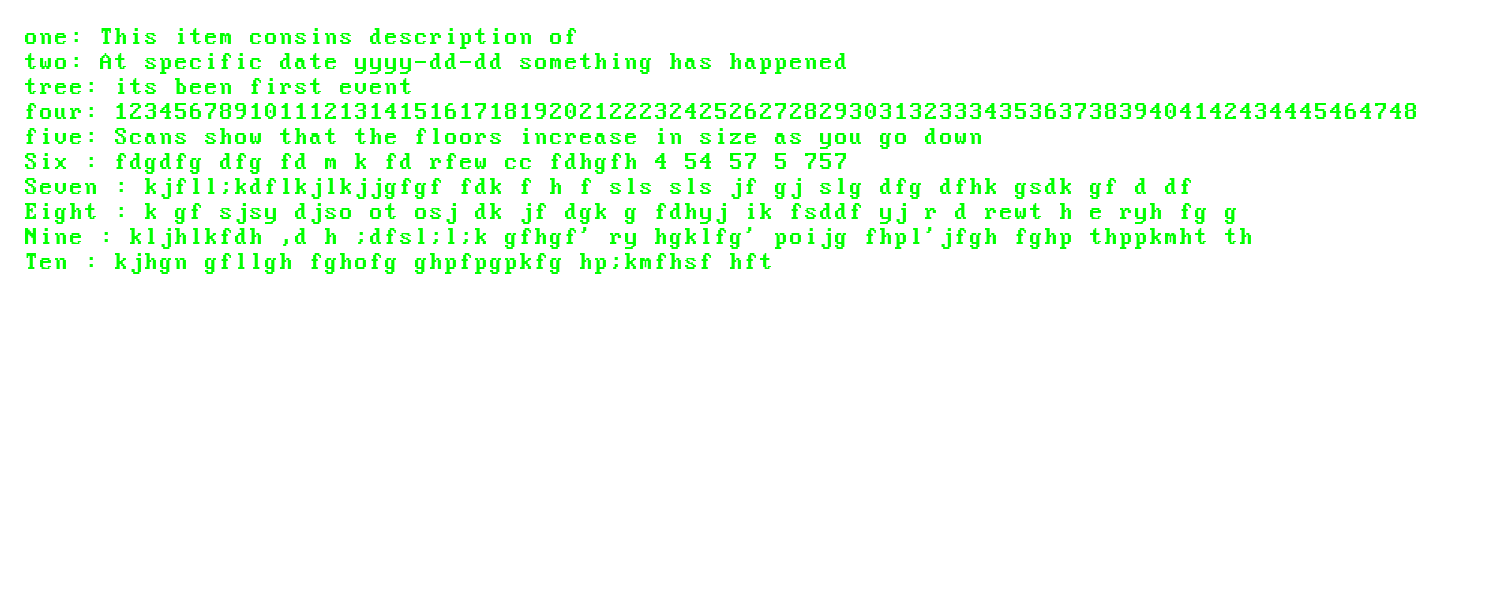 one: This item consins description of
two: At specific date yyyy-dd-dd something has happened
tree: its been first event
four: 123456789101112131415161718192021222324252627282930313233343536373839404142434445464748
five: Scans show that the floors increase in size as you go down
Six : fdgdfg dfg fd m k fd rfew cc fdhgfh 4 54 57 5 757
Seven : kjfll;kdflkjlkjjgfgf fdk f h f sls sls jf gj slg dfg dfhk gsdk gf d df
Eight : k gf sjsy djso ot osj dk jf dgk g fdhyj ik fsddf yj r d rewt h e ryh fg g
Nine : kljhlkfdh ,d h ;dfsl;l;k gfhgf' ry hgklfg' poijg fhpl'jfgh fghp thppkmht th
Ten : kjhgn gfllgh fghofg ghpfpgpkfg hp;kmfhsf hft